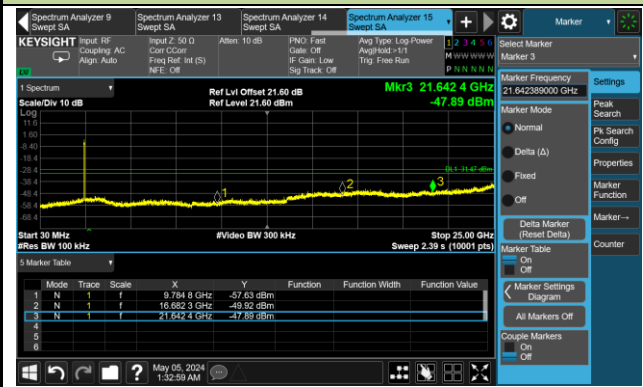 Spectrum Analyzer 9
Swept SA
Spectrum Analyzer 13
Swept SA
Spectrum Analyzer 14
Swept SA
Spectrum Analyzer 15
Swept SA
Marker
KEYSIGHT
Input: RF
Coupling: AC
Align: Auto
Input Z: 50 Ω
Corr CCorr
Freq Ref: Int (S)
NFE: Off
Atten: 10 dB
PNO: Fast
Gate: Off
IF Gain: Low
Sig Track: Off
Avg Type: Log-Power
Avg|Hold:>1/1
Trig: Free Run
1 2 3 4 5 6
M W W W W W
P N N N N N
Select Marker
Marker 3
Marker Frequency
21.642389000 GHz
Marker Mode
Normal
Delta (Δ)
Fixed
Off
Delta Marker
(Reset Delta)
Marker Table
On
Off
Marker Settings
Diagram
All Markers Off
Couple Markers
On
Off
Settings
Peak
Search
Pk Search
Config
Properties
Marker
Function
Marker→
Counter
1 Spectrum
Scale/Div 10 dB
Ref Lvl Offset 21.60 dB
Ref Level 21.60 dBm
Mkr3 21.642 4 GHz
-47.89 dBm
Log
11.6
1.60
-8.40
-18.4
-28.4
-38.4
-48.4
-58.4
-68.4
DL1 -31.47 dBm
1
2
3
Start 30 MHz
#Video BW 300 kHz
Stop 25.00 GHz
#Res BW 100 kHz
Sweep 2.39 s (10001 pts)
5 Marker Table
Mode Trace Scale X Y Function Function Width Function Value
1 N 1 f 9.784 8 GHz -57.63 dBm
2 N 1 f 16.682 3 GHz -49.92 dBm
3 N 1 f 21.642 4 GHz -47.89 dBm
4
5
6
?
May 05, 2024
1:32:59 AM